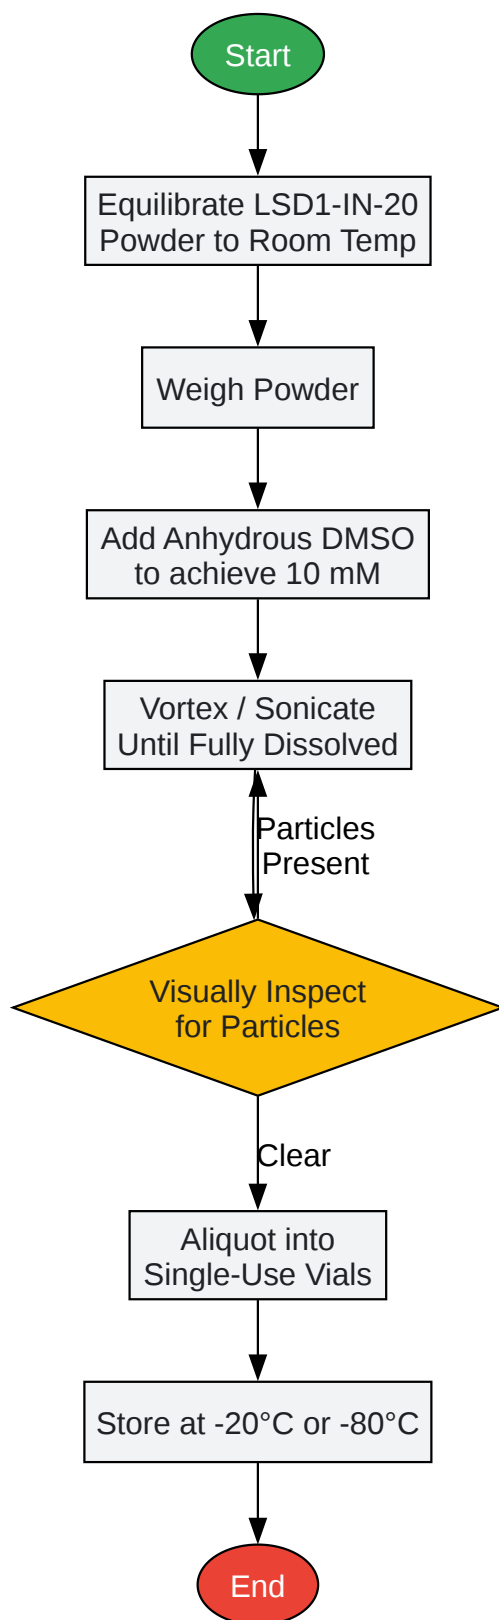 Start
Equilibrate LSD1-IN-20
Powder to Room Temp
Weigh Powder
Add Anhydrous DMSO
to achieve 10 mM
Vortex / Sonicate
Until Fully Dissolved
Particles
Present
Visually Inspect
for Particles
Clear
Aliquot into
Single-Use Vials
Store at -20°C or -80°C
End